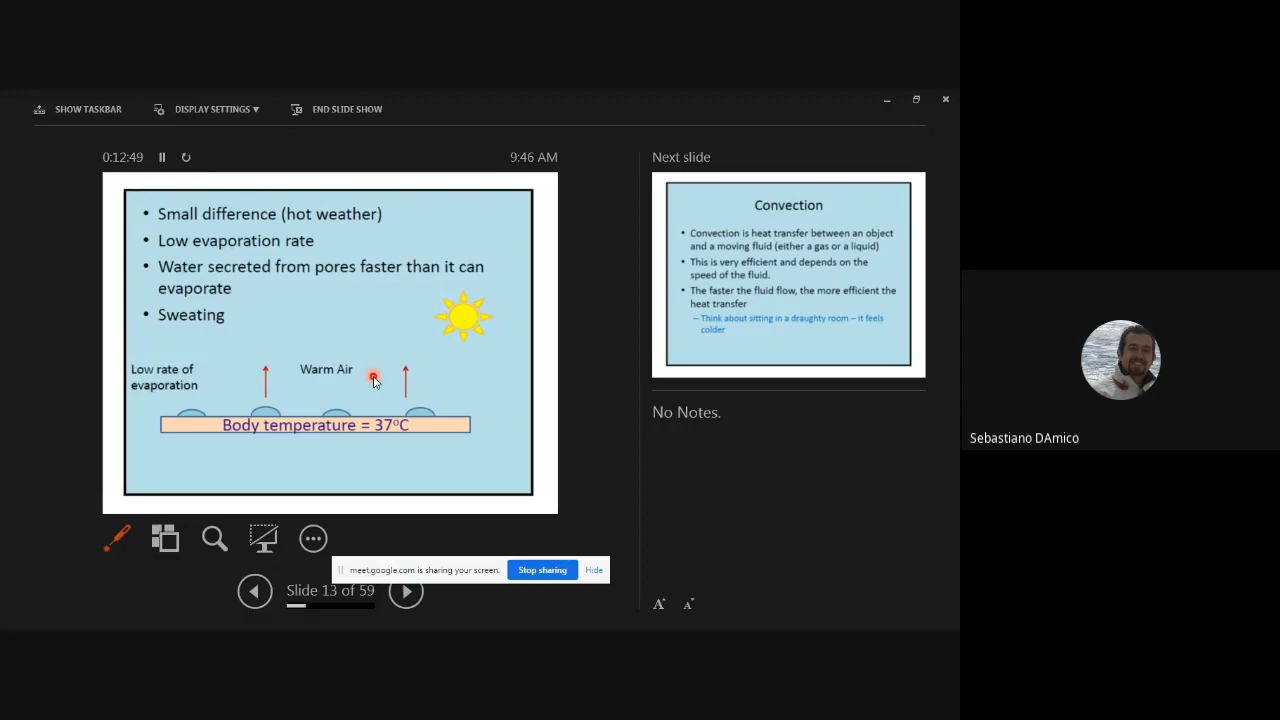 SHOW TASKBAR
DISPLAY SETTINGS ▾
END SLIDE SHOW
0:12:49
9:46 AM
• Small difference (hot weather)
• Low evaporation rate
• Water secreted from pores faster than it can
evaporate
• Sweating
Low rate of
evaporation
Warm Air
Body temperature = 37°C
meet.google.com is sharing your screen.
Stop sharing
Hide
Slide 13 of 59
Next slide
Convection
• Convection is heat transfer between an object
and a moving fluid (either a gas or a liquid)
• This is very efficient and depends on the
speed of the fluid.
• The faster the fluid flow, the more efficient the
heat transfer
– Think about sitting in a draughty room – it feels
colder
No Notes.
A A
Sebastiano DAmico